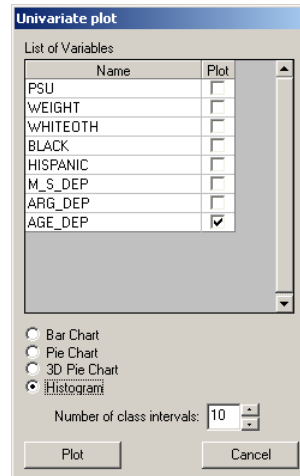 Univariate plot
List of Variables
Name Plot
PSU
WEIGHT
WHITEOTH
BLACK
HISPANIC
M_S_DEP
ARG_DEP
AGE_DEP
Bar Chart
Pie Chart
3D Pie Chart
Histogram
Number of class intervals: 10
Plot Cancel